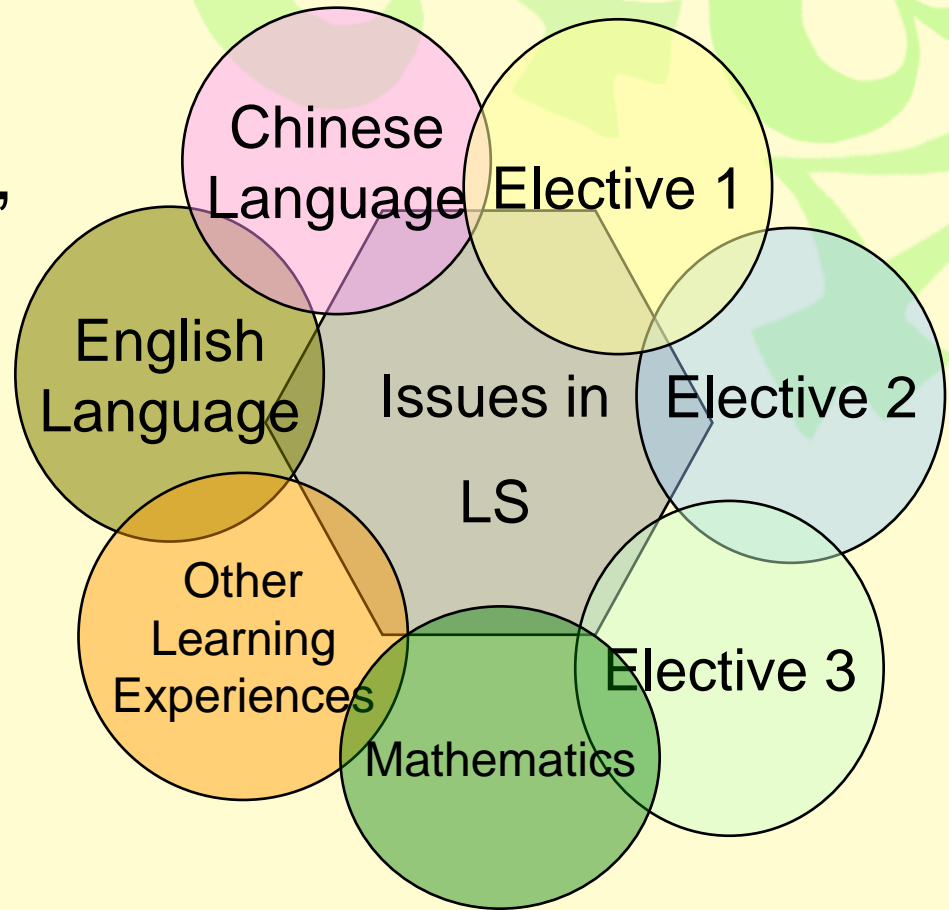 Chinese
Language
Elective 1
,
English
Language
Issues in
LS
Elective 2
Other
Learning
Experiences
Elective 3
Mathematics